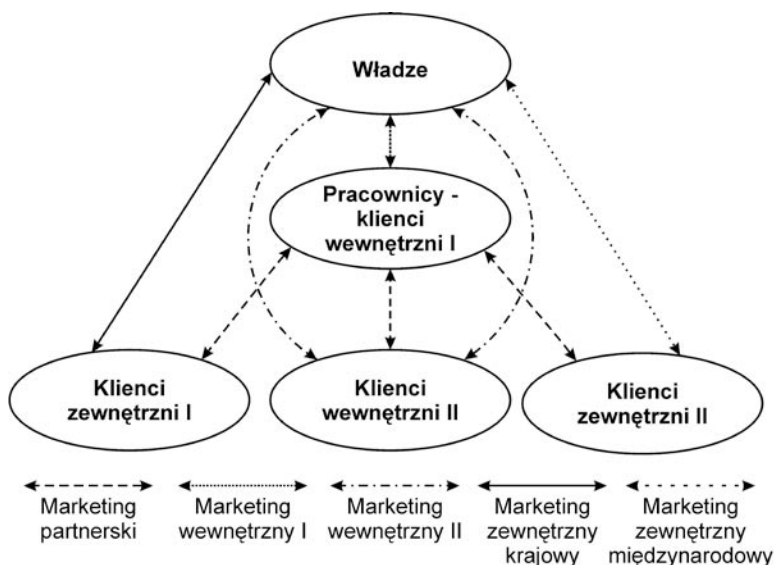 Władze
Pracownicy -
klienci
wewnętrzni I
Klienci
zewnętrzni I
Klienci
wewnętrzni II
Klienci
zewnętrzni II
Marketing
partnerski
Marketing
wewnętrzny I
Marketing
wewnętrzny II
Marketing
zewnętrzny
krajowy
Marketing
zewnętrzny
międzynarodowy